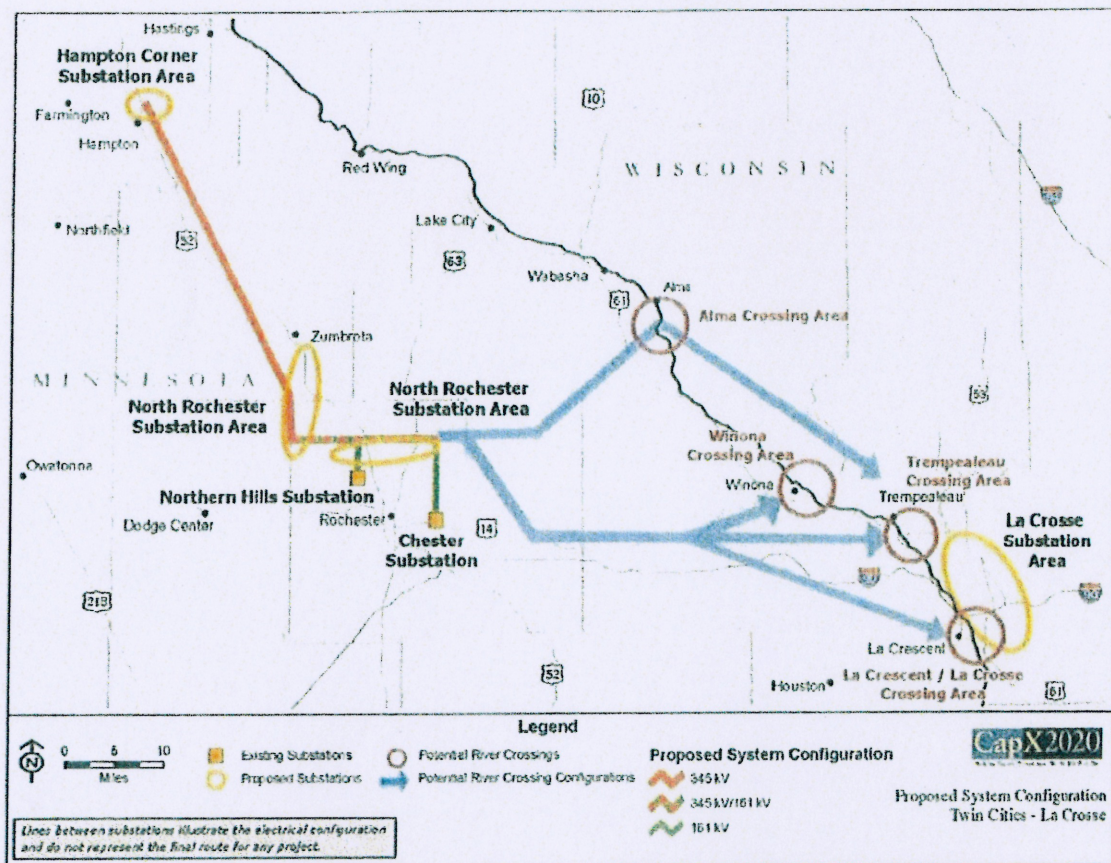 Hastings
Hampton Corner
Substation Area
Farmington
Hampton
10
Red Wing
WISCONSIN
Northfield
52
Lake City
63
Wabasha
61
Alma
Alma Crossing Area
Zumbrota
MINNESOTA
North Rochester
Substation Area
North Rochester
Substation Area
53
Winona
Crossing Area
Winona
Trempealeau
Crossing Area
Trempealeau
Owatonna
Northern Hills Substation
Dodge Center
Rochester
14
Chester
Substation
La Crosse
Substation
Area
90
218
La Crescent
52
Houston
La Crescent / La Crosse
Crossing Area
61
Legend
N
0 5 10
Miles
Existing Substations
Proposed Substations
Potential River Crossings
Potential River Crossing Configurations
Proposed System Configuration
345 kV
345 kV/161 kV
161 kV
CapX2020
Proposed System Configuration
Twin Cities - La Crosse
Lines between substations illustrate the electrical configuration
and do not represent the final route for any project.